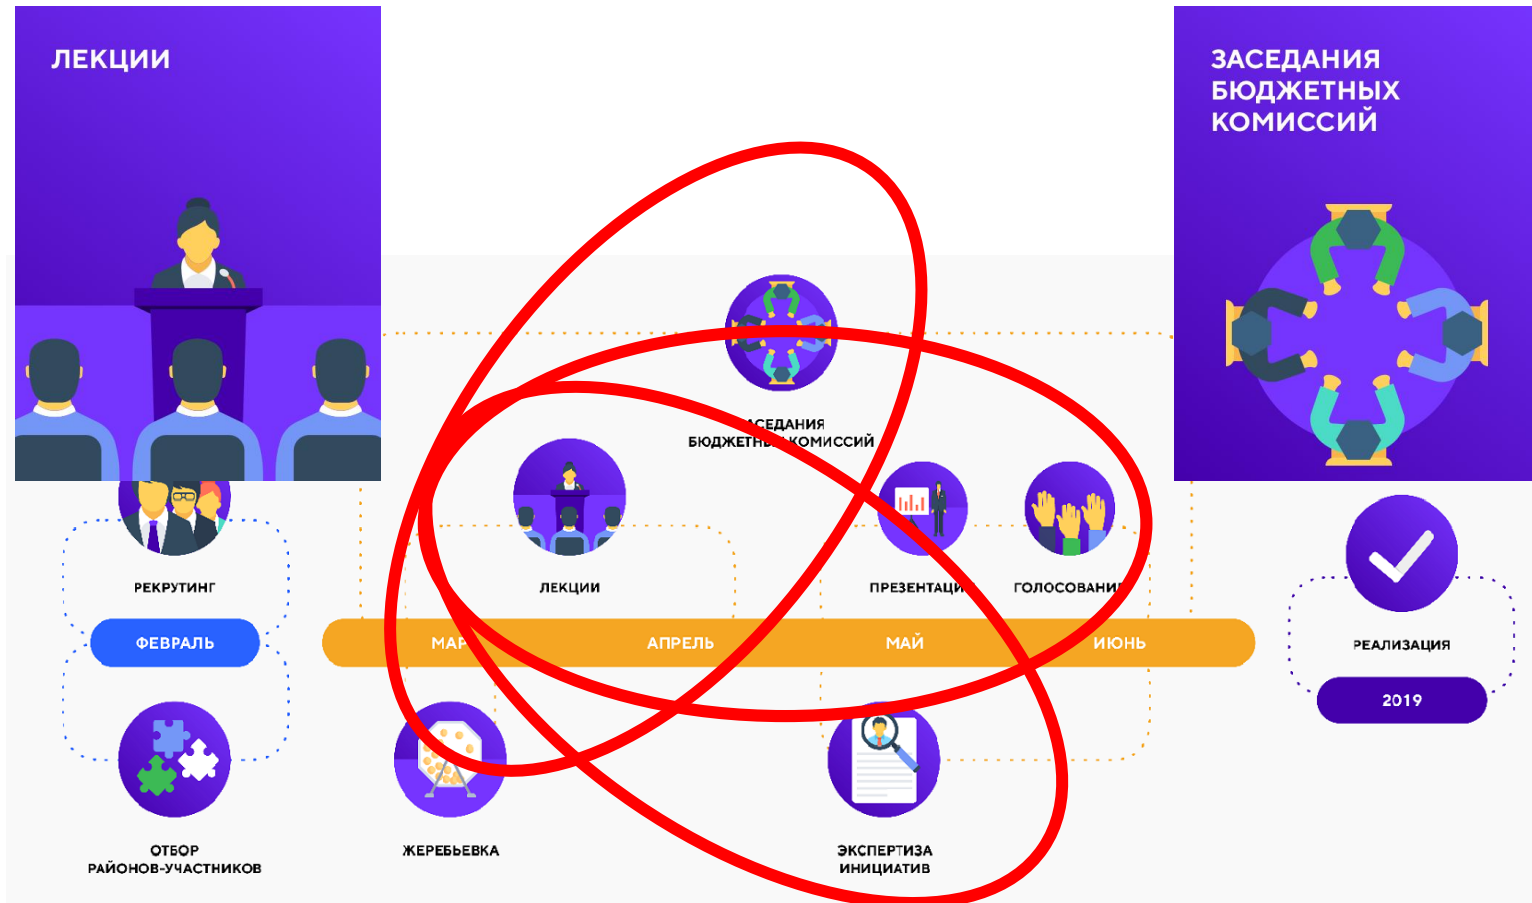 ЛЕКЦИИ
ЗАСЕДАНИЯ
БЮДЖЕТНЫХ
КОМИССИЙ
КОМИССИЙ
ЛЕКЦИИ
РЕКРУТИНГ
ФЕВРАЛЬ
АПРЕЛЬ
МАЙ
ИЮНЬ
РЕАЛИЗАЦИЯ
2019
ОТБОР
РАЙОНОВ-УЧАСТНИКОВ
ЖЕРЕБЬЕВКА
ЭКСПЕРТИЗА
ИНИЦИАТИВ